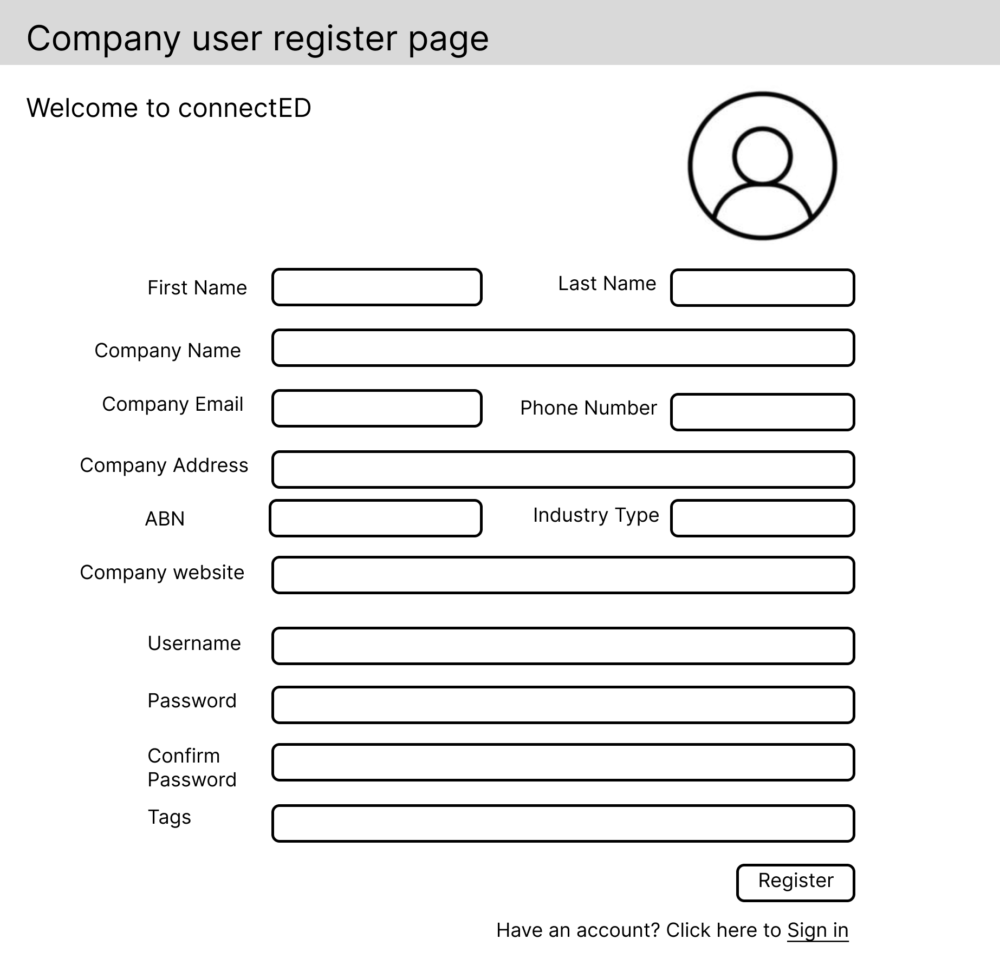 Company user register page
Welcome to connectED
First Name
Last Name
Company Name
Company Email
Phone Number
Company Address
ABN
Industry Type
Company website
Username
Password
Confirm
Password
Tags
Register
Have an account? Click here to Sign in